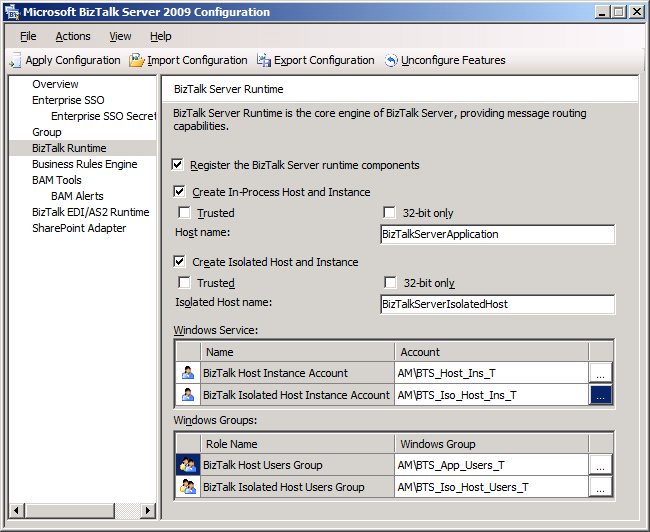 Microsoft BizTalk Server 2009 Configuration
File Actions View Help
Apply Configuration Import Configuration Export Configuration Unconfigure Features
Overview
Enterprise SSO
Enterprise SSO Secret
Group
BizTalk Runtime
Business Rules Engine
BAM Tools
BAM Alerts
BizTalk EDI/AS2 Runtime
SharePoint Adapter
BizTalk Server Runtime
BizTalk Server Runtime is the core engine of BizTalk Server, providing message routing
capabilities.
Register the BizTalk Server runtime components
Create In-Process Host and Instance
Trusted 32-bit only
Host name: BizTalkServerApplication
Create Isolated Host and Instance
Trusted 32-bit only
Isolated Host name: BizTalkServerIsolatedHost
Windows Service:
Name Account
BizTalk Host Instance Account AM\BTS_Host_Ins_T ...
BizTalk Isolated Host Instance Account AM\BTS_Iso_Host_Ins_T ...
Windows Groups:
Role Name Windows Group
BizTalk Host Users Group AM\BTS_App_Users_T ...
BizTalk Isolated Host Users Group AM\BTS_Iso_Host_Users_T ...